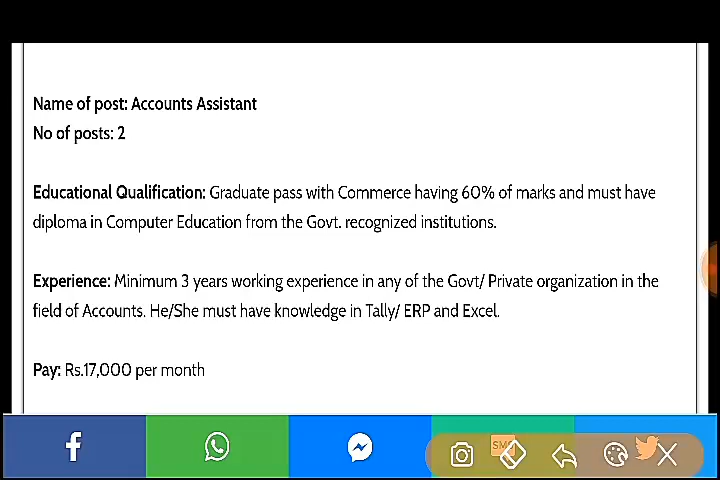 Name of post: Accounts Assistant
No of posts: 2
Educational Qualification: Graduate pass with Commerce having 60% of marks and must have
diploma in Computer Education from the Govt. recognized institutions.
Experience: Minimum 3 years working experience in any of the Govt/ Private organization in the
field of Accounts. He/She must have knowledge in Tally/ ERP and Excel.
Pay: Rs.17,000 per month
SMS